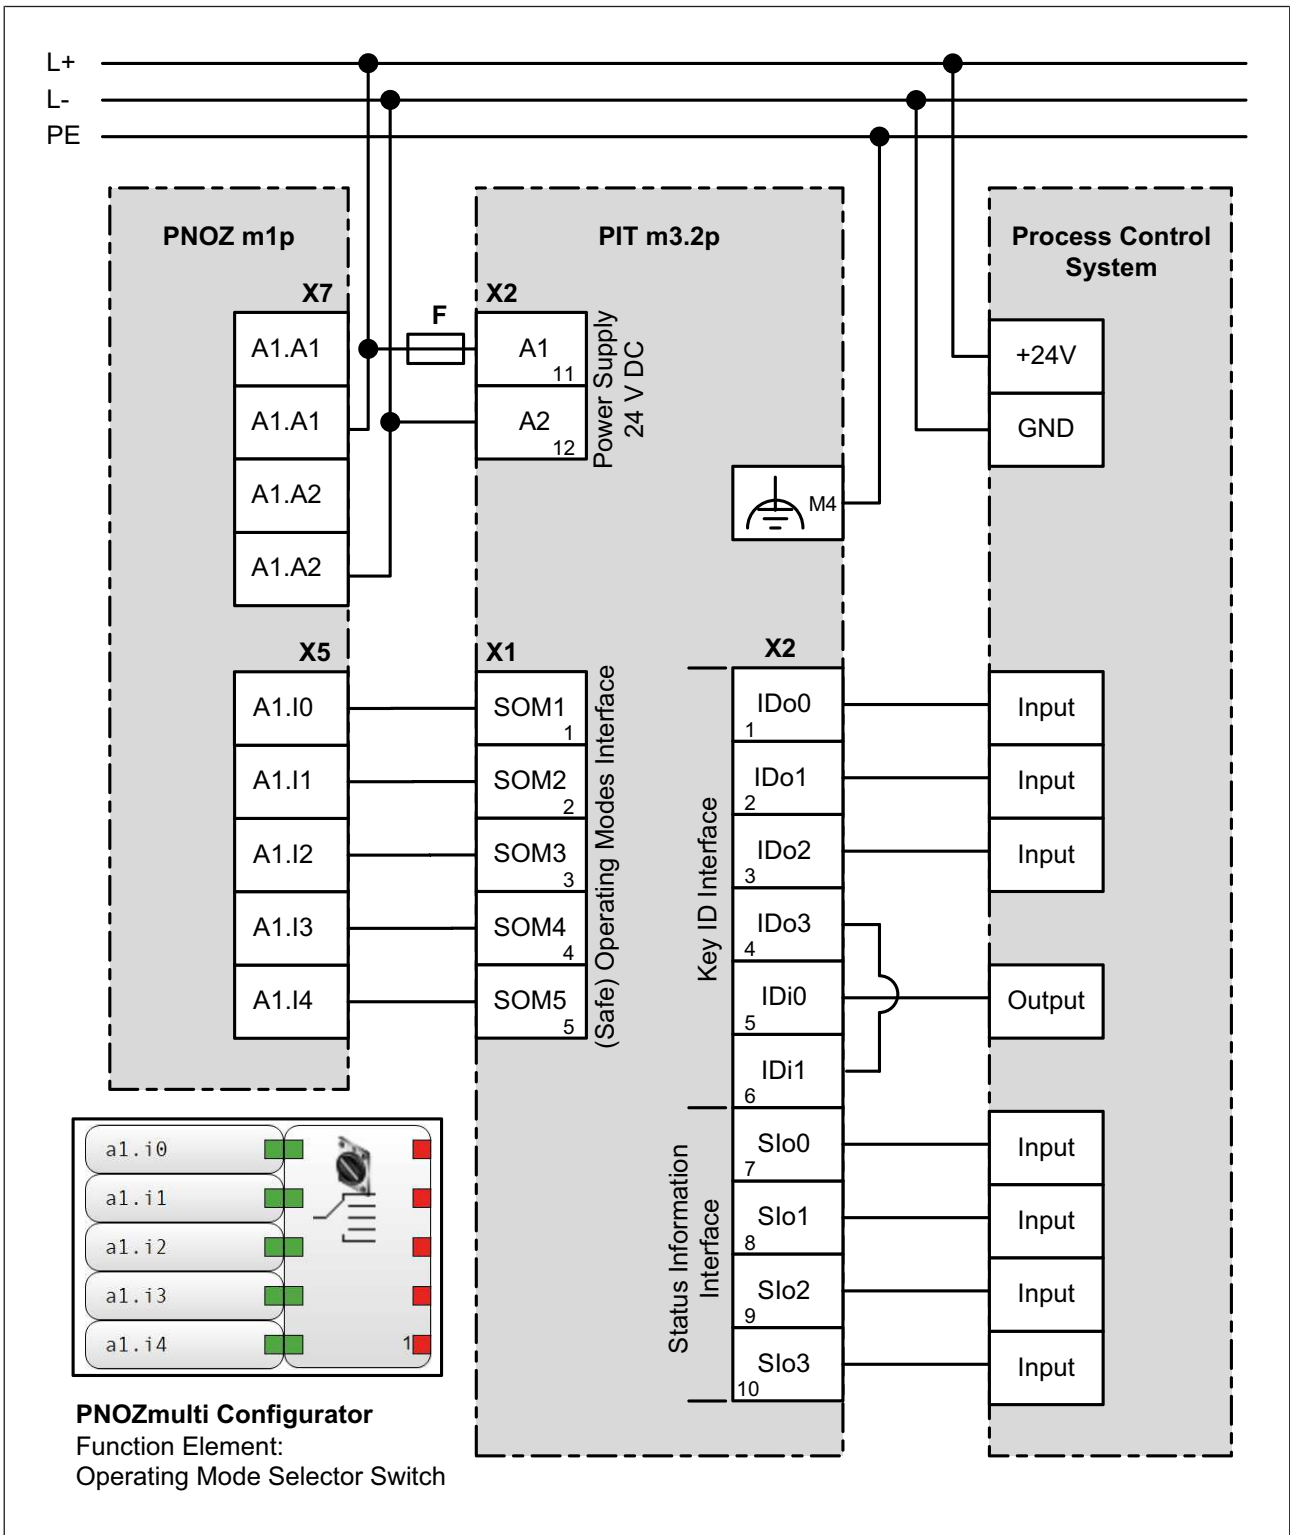 L+
L-
PE
PNOZ m1p
PIT m3.2p
Process Control
System
X7
A1.A1
A1.A1
A1.A2
A1.A2
F
X2
A1
11
A2
12
Power Supply
24 V DC
M4
+24V
GND
X5
A1.I0
A1.I1
A1.I2
A1.I3
A1.I4
X1
SOM1
1
SOM2
2
SOM3
3
SOM4
4
SOM5
5
(Safe) Operating Modes Interface
X2
Key ID Interface
IDo0
1
IDo1
2
IDo2
3
IDo3
4
IDi0
5
IDi1
6
Status Information
Interface
SIo0
7
SIo1
8
SIo2
9
SIo3
10
Input
Input
Input
Output
Input
Input
Input
Input
a1.i0
a1.i1
a1.i2
a1.i3
a1.i4
1
PNOZmulti Configurator
Function Element:
Operating Mode Selector Switch